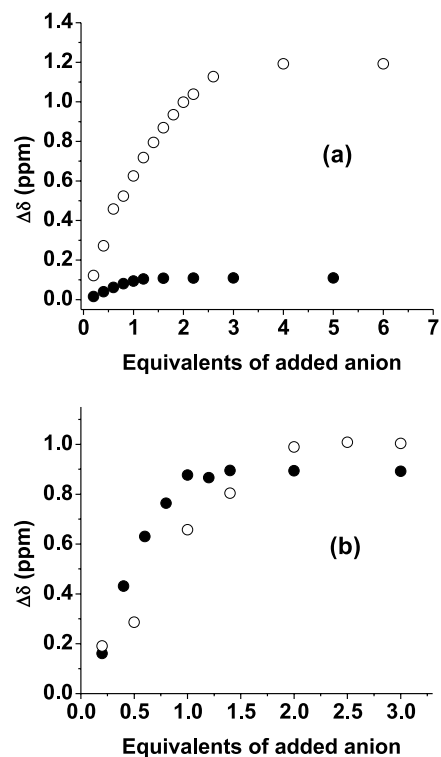 1.4
1.2
1.0
0.8
0.6
0.4
0.2
0.0
Δδ (ppm)
(a)
0 1 2 3 4 5 6 7
Equivalents of added anion
1.0
0.8
0.6
0.4
0.2
0.0
Δδ (ppm)
(b)
0.0 0.5 1.0 1.5 2.0 2.5 3.0
Equivalents of added anion